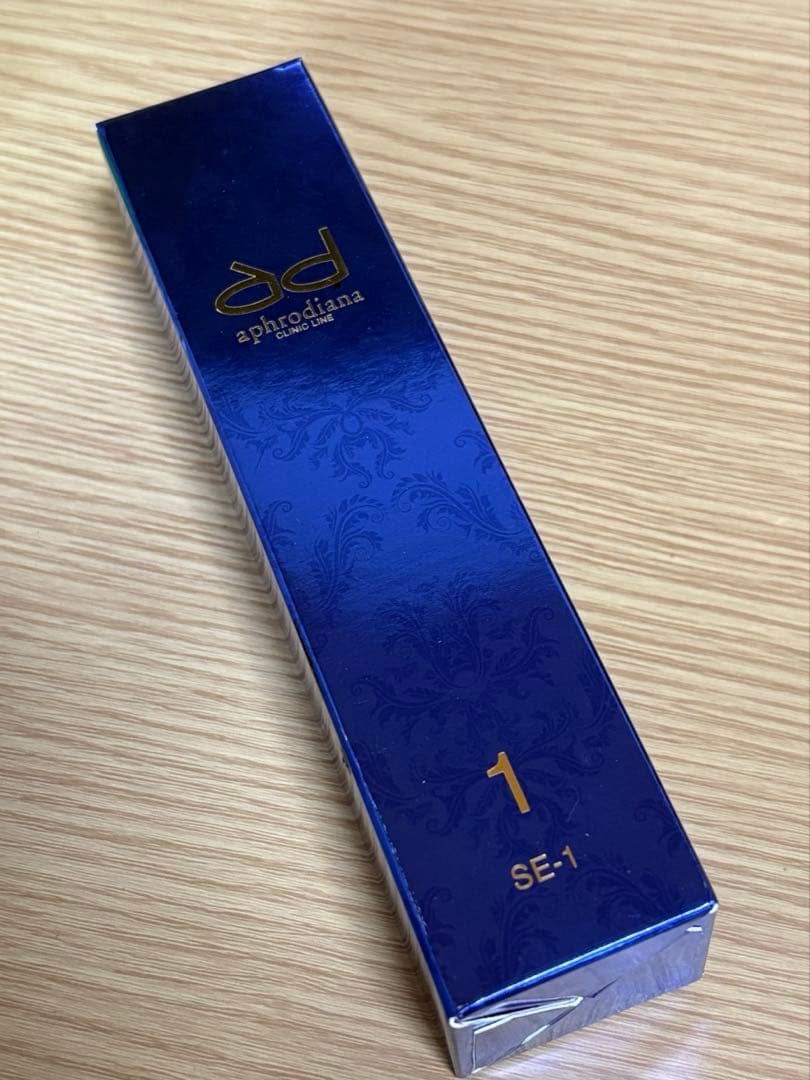 ad
aphrodiana
CLINIC LINE
1
SE-1